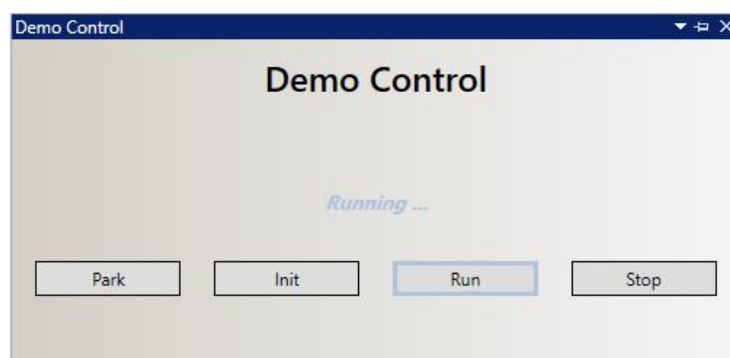 Demo Control
Demo Control
Running ...
Park Init Run Stop